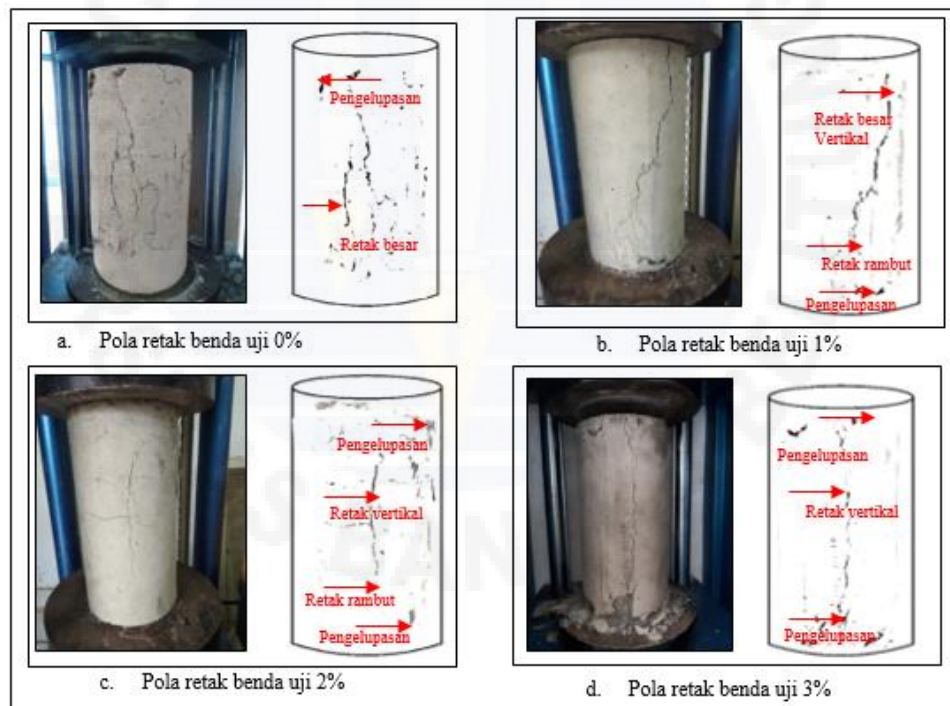 Pengelupasan
Retak besar
a. Pola retak benda uji 0%
Retak besar
Vertikal
Retak rambut
Pengelupasan
b. Pola retak benda uji 1%
Pengelupasan
Retak vertikal
Retak rambut
Pengelupasan
c. Pola retak benda uji 2%
Pengelupasan
Retak vertikal
Pengelupasan
d. Pola retak benda uji 3%